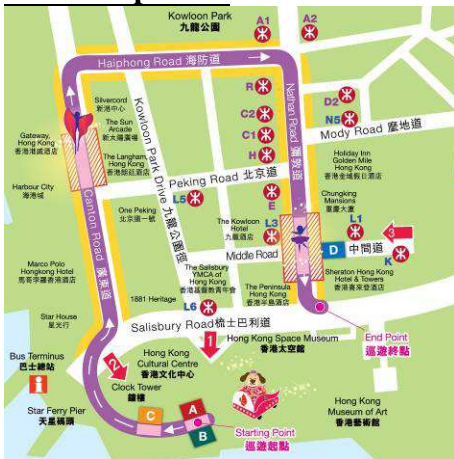 Kowloon Park
九龍公園
A1
A2
Haiphong Road 海防道
Silvercord
新港中心
The Sun
Arcade
新太陽廣場
Gateway,
Hong Kong
香港港威酒店
The Langham,
Hong Kong
香港朗廷酒店
Harbour City
海港城
Canton Road 廣東道
Kowloon Park Drive 九龍公園徑
Nathan Road 彌敦道
R
C2
C1
H
D2
N5
Mody Road 麼地道
Holiday Inn
Golden Mile
Hong Kong
香港金域假日酒店
Peking Road 北京道
L5
E
Chungking
Mansions
重慶大廈
One Peking
北京道一號
The Kowloon
Hotel
九龍酒店
L3
L1
3
D
中間道
Middle Road
K
Marco Polo
Hongkong Hotel
馬哥孛羅香港酒店
The Salisbury
YMCA of
Hong Kong
香港基督教青年會
The Peninsula
Hong Kong
香港半島酒店
Sheraton Hong Kong
Hotel & Towers
香港喜來登酒店
1881 Heritage
L6
Star House
星光行
Salisbury Road梳士巴利道
End Point
巡遊終點
1
Hong Kong Space Museum
香港太空館
Bus Terminus
巴士總站
2
Hong Kong
Cultural Centre
香港文化中心
Clock Tower
鐘樓
Star Ferry Pier
天星碼頭
C
A
B
Starting Point
巡遊起點
Hong Kong
Museum of Art
香港藝術館